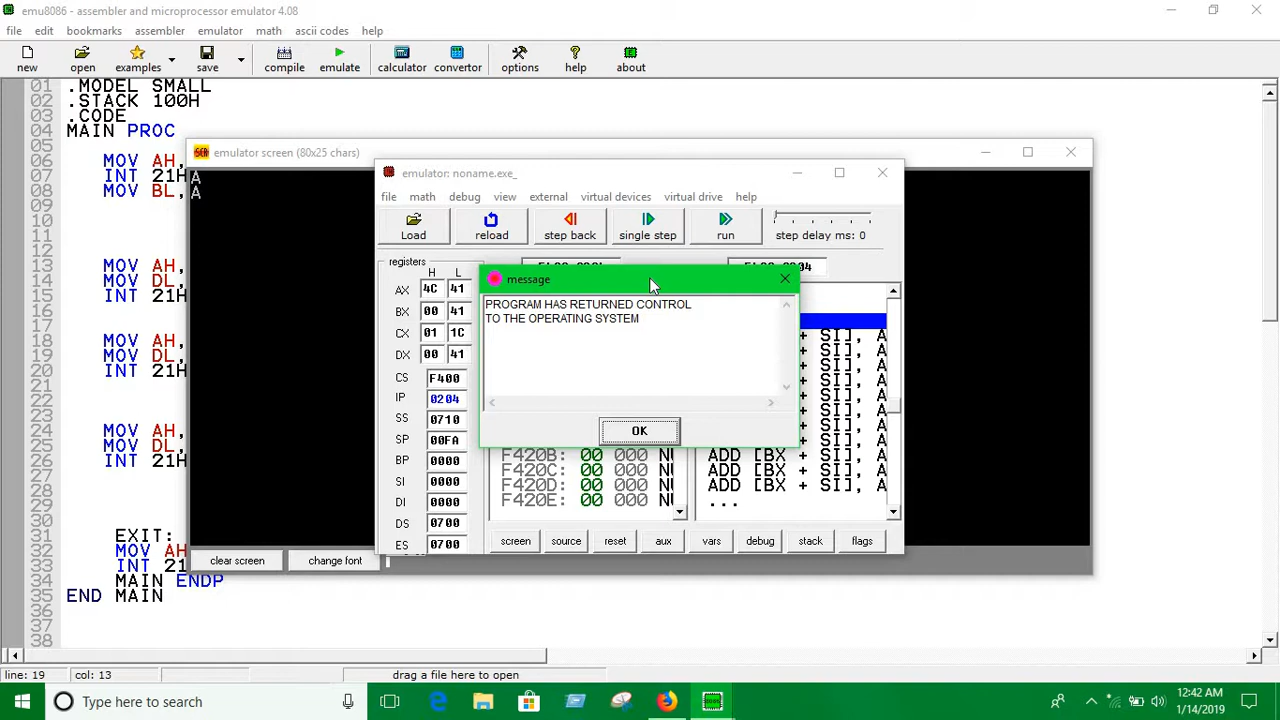 emu8086 - assembler and microprocessor emulator 4.08
file edit bookmarks assembler emulator math ascii codes help
new open examples save compile emulate calculator convertor options help about
01 .MODEL SMALL
02 .STACK 100H
03 .CODE
04 MAIN PROC
05
06 MOV AH,
07 INT 21H
08 MOV BL,
09
10
11
12
13 MOV AH,
14 MOV DL,
15 INT 21H
16
17
18 MOV AH,
19 MOV DL,
20 INT 21H
21
22
23
24 MOV AH,
25 MOV DL,
26 INT 21H
27
28
29
30
31 EXIT:
32 MOV AH
33 INT 21
34 MAIN ENDP
35 END MAIN
36
37
38
emulator screen (80x25 chars)
A
A
clear screen change font
emulator: noname.exe_
file math debug view external virtual devices virtual drive help
Load reload step back single step run step delay ms: 0
registers
H L
AX 4C 41
BX 00 41
CX 01 1C
DX 00 41
CS F400
IP 0204
SS 0710
SP 00FA
BP 0000
SI 0000
DI 0000
DS 0700
ES 0700
message
PROGRAM HAS RETURNED CONTROL
TO THE OPERATING SYSTEM
OK
+ SI], A
+ SI], A
+ SI], A
+ SI], A
+ SI], A
+ SI], A
+ SI], A
+ SI], A
F420B: 00 000 ADD [BX + SI], A
F420C: 00 000 ADD [BX + SI], A
F420D: 00 000 ADD [BX + SI], A
F420E: 00 000 ...
screen source reset aux vars debug stack flags
line: 19 col: 13 drag a file here to open
Type here to search
12:42 AM
1/14/2019